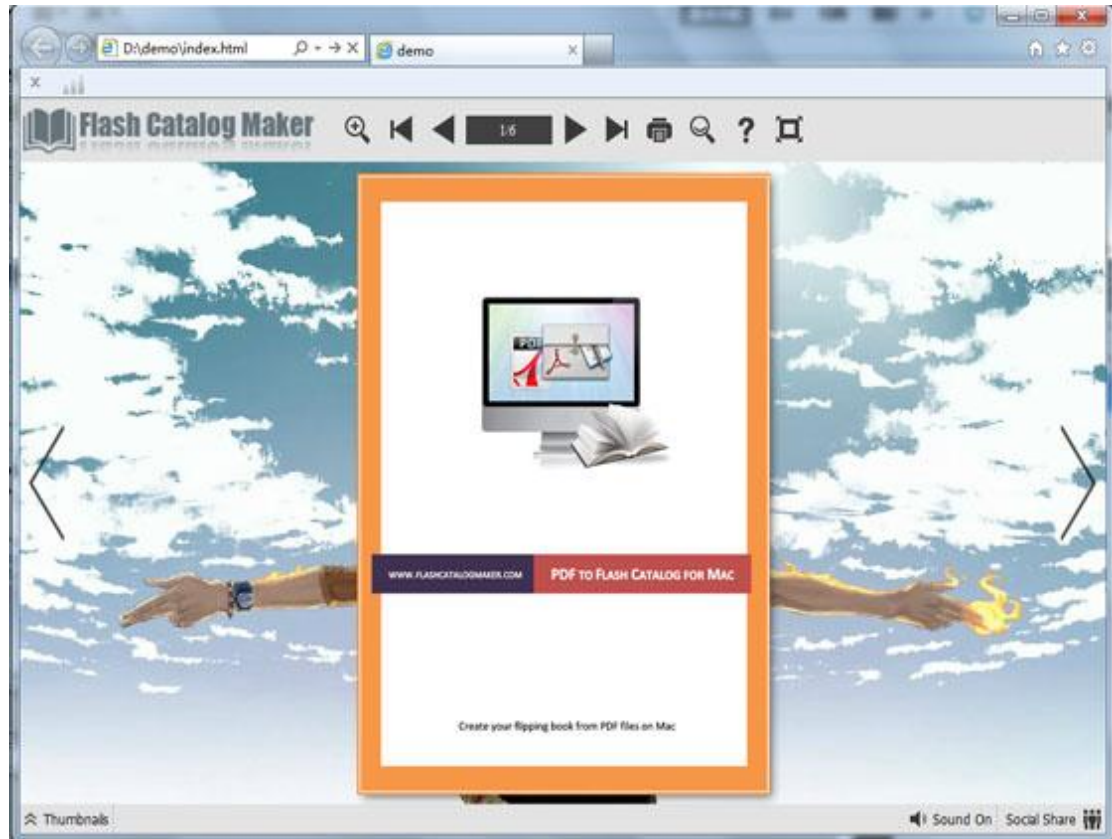 D:\demo\index.html
demo
Flash Catalog Maker
1/6
?
PDF
WWW.FLASHCATALOGMAKER.COM
PDF TO FLASH CATALOG FOR MAC
Create your flipping book from PDF files on Mac
Thumbnails
Sound On
Social Share